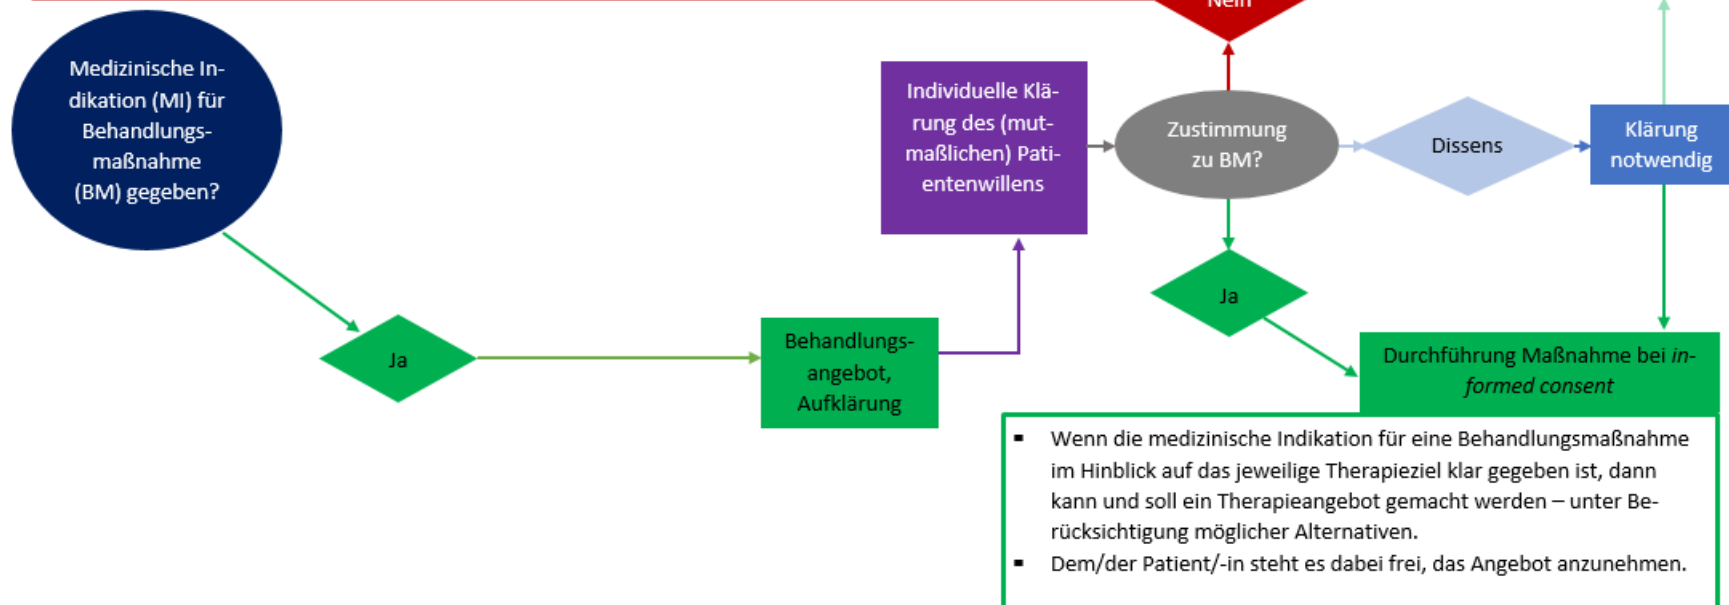 Nein
Medizinische In-
dikation (MI) für
Behandlungs-
maßnahme
(BM) gegeben?
Individuelle Klä-
rung des (mut-
maßlichen) Pati-
entenwillens
Zustimmung
zu BM?
Dissens
Klärung
notwendig
Ja
Ja
Behandlungs-
angebot,
Aufklärung
Durchführung Maßnahme bei in-
formed consent
▪ Wenn die medizinische Indikation für eine Behandlungsmaßnahme
im Hinblick auf das jeweilige Therapieziel klar gegeben ist, dann
kann und soll ein Therapieangebot gemacht werden – unter Be-
rücksichtigung möglicher Alternativen.
▪ Dem/der Patient/-in steht es dabei frei, das Angebot anzunehmen.